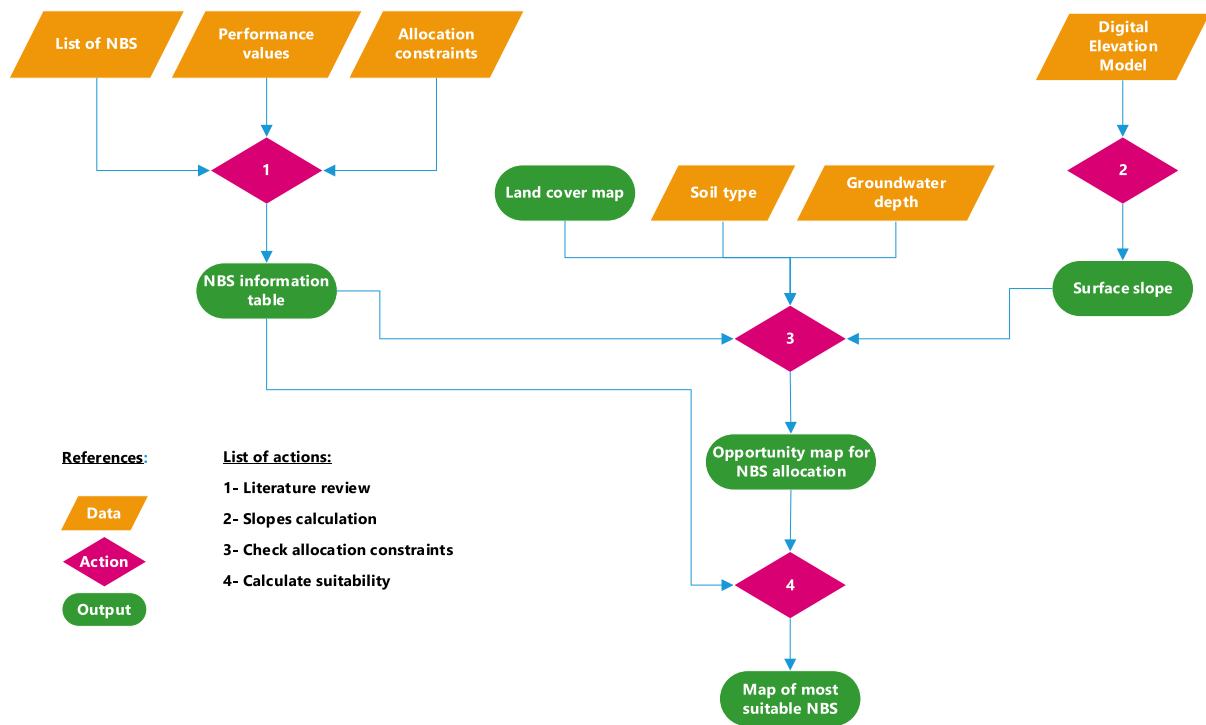 List of NBS
Performance
values
Allocation
constraints
Digital
Elevation
Model
1
2
Land cover map
Soil type
Groundwater
depth
NBS information
table
Surface slope
3
References:
List of actions:
Opportunity map for
NBS allocation
1- Literature review
Data
2- Slopes calculation
Action
3- Check allocation constraints
4- Calculate suitability
4
Output
Map of most
suitable NBS